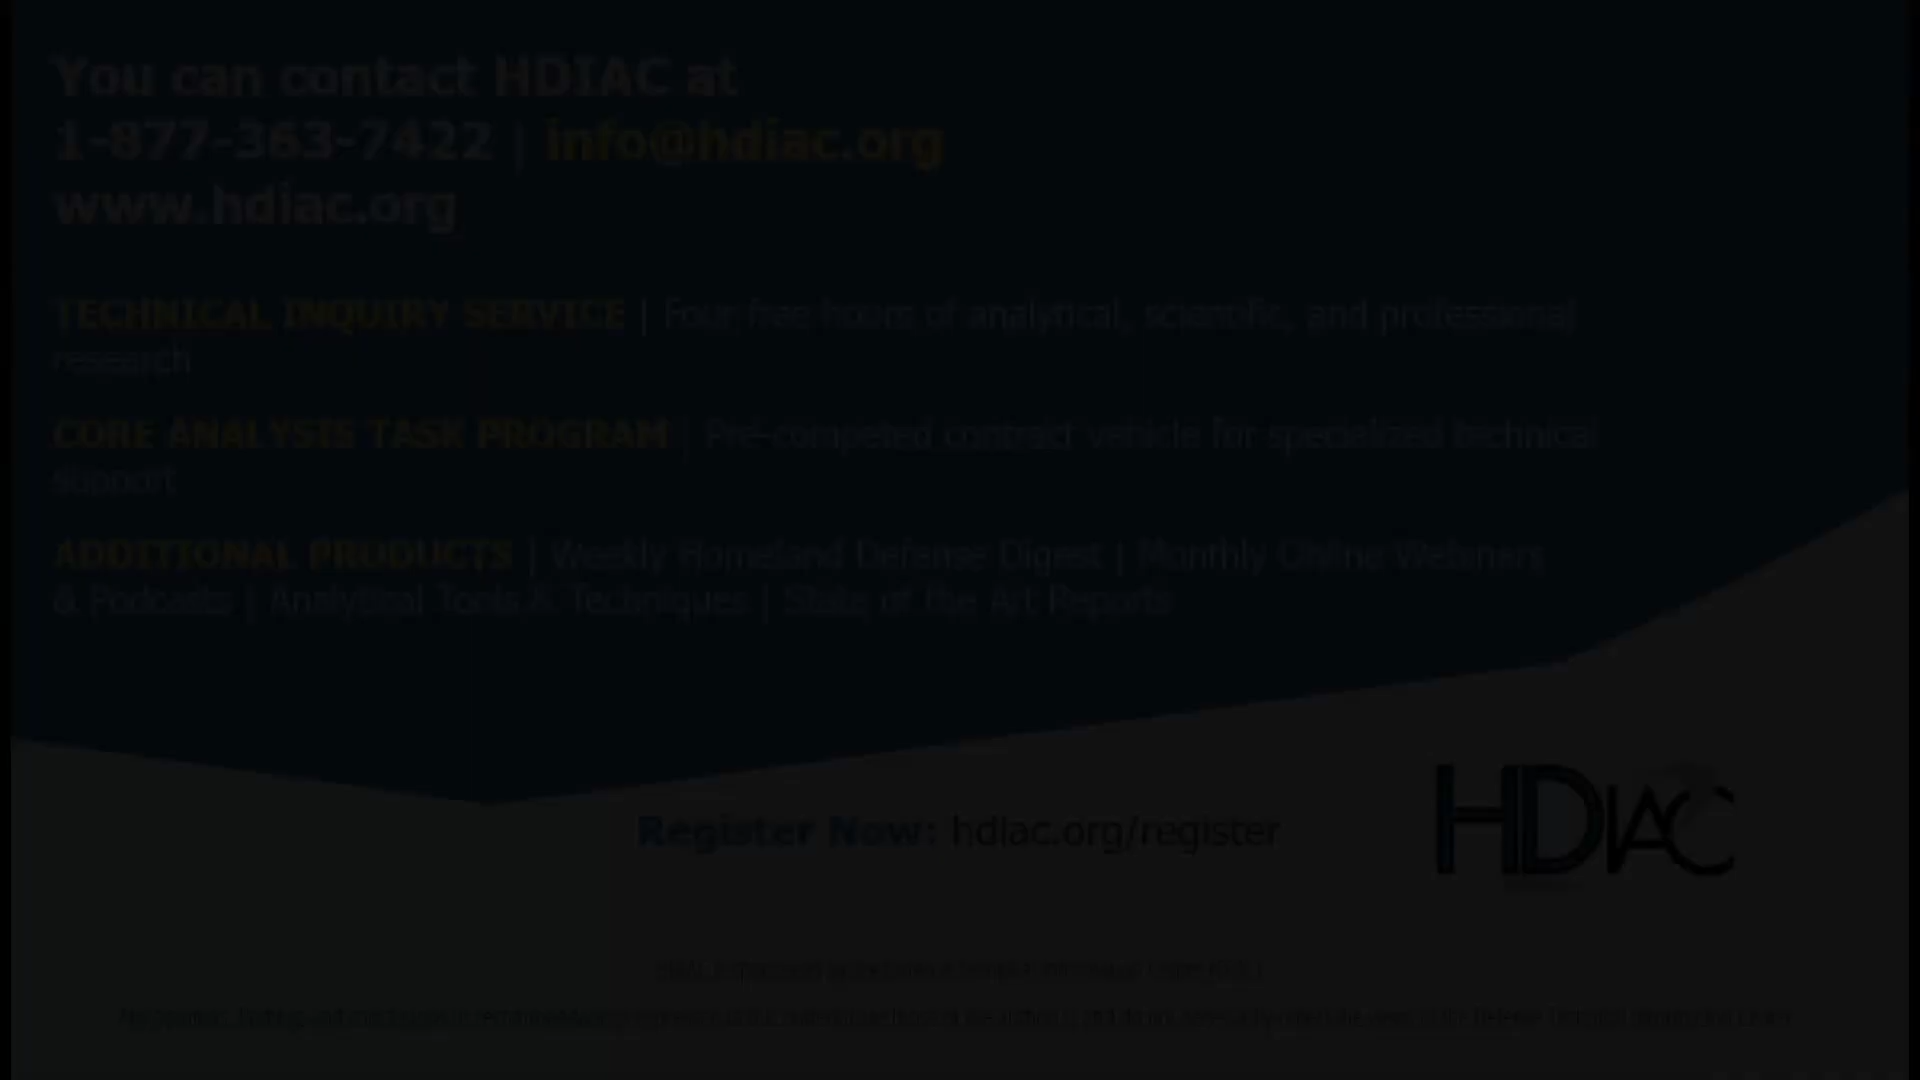 You can contact HDIAC at
1-877-363-7422 | info@hdiac.org
www.hdiac.org
TECHNICAL INQUIRY SERVICE | Four free hours of analytical, scientific, and professional
research
CORE ANALYSIS TASK PROGRAM | Pre-competed contract vehicle for specialized technical
support
ADDITIONAL PRODUCTS | Weekly Homeland Defense Digest | Monthly Online Webinars
& Podcasts | Analytical Tools & Techniques | State of the Art Reports
Register Now: hdiac.org/register
HDIAC